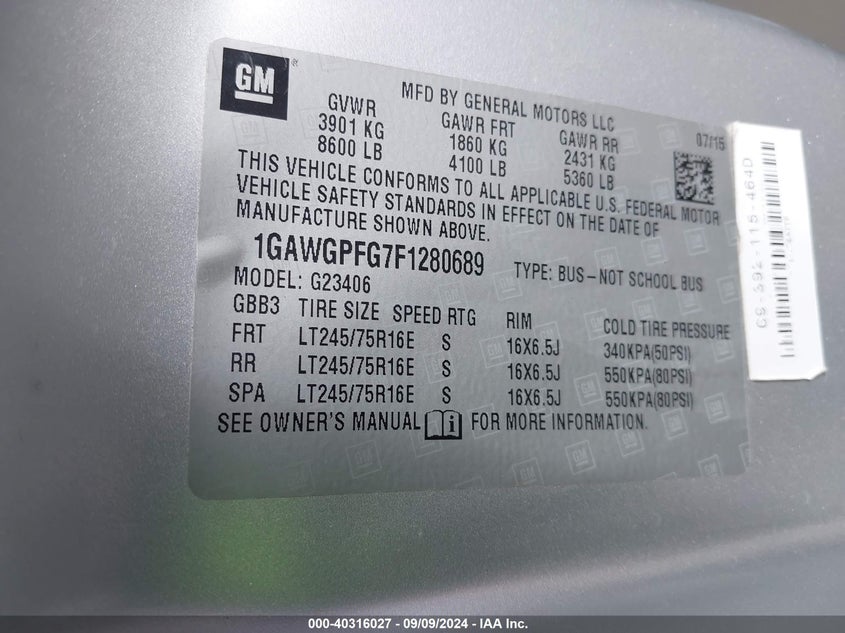 GM
MFD BY GENERAL MOTORS LLC
07/15
GVWR GAWR FRT GAWR RR
3901 KG 1860 KG 2431 KG
8600 LB 4100 LB 5360 LB
THIS VEHICLE CONFORMS TO ALL APPLICABLE U.S. FEDERAL MOTOR
VEHICLE SAFETY STANDARDS IN EFFECT ON THE DATE OF
MANUFACTURE SHOWN ABOVE.
1GAWGPFG7F1280689 TYPE: BUS–NOT SCHOOL BUS
MODEL: G23406
GBB3 TIRE SIZE SPEED RTG RIM COLD TIRE PRESSURE
FRT LT245/75R16E S 16X6.5J 340KPA(50PSI)
RR LT245/75R16E S 16X6.5J 550KPA(80PSI)
SPA LT245/75R16E S 16X6.5J 550KPA(80PSI)
SEE OWNER'S MANUAL i FOR MORE INFORMATION.
000-40316027 - 09/09/2024 - IAA Inc.